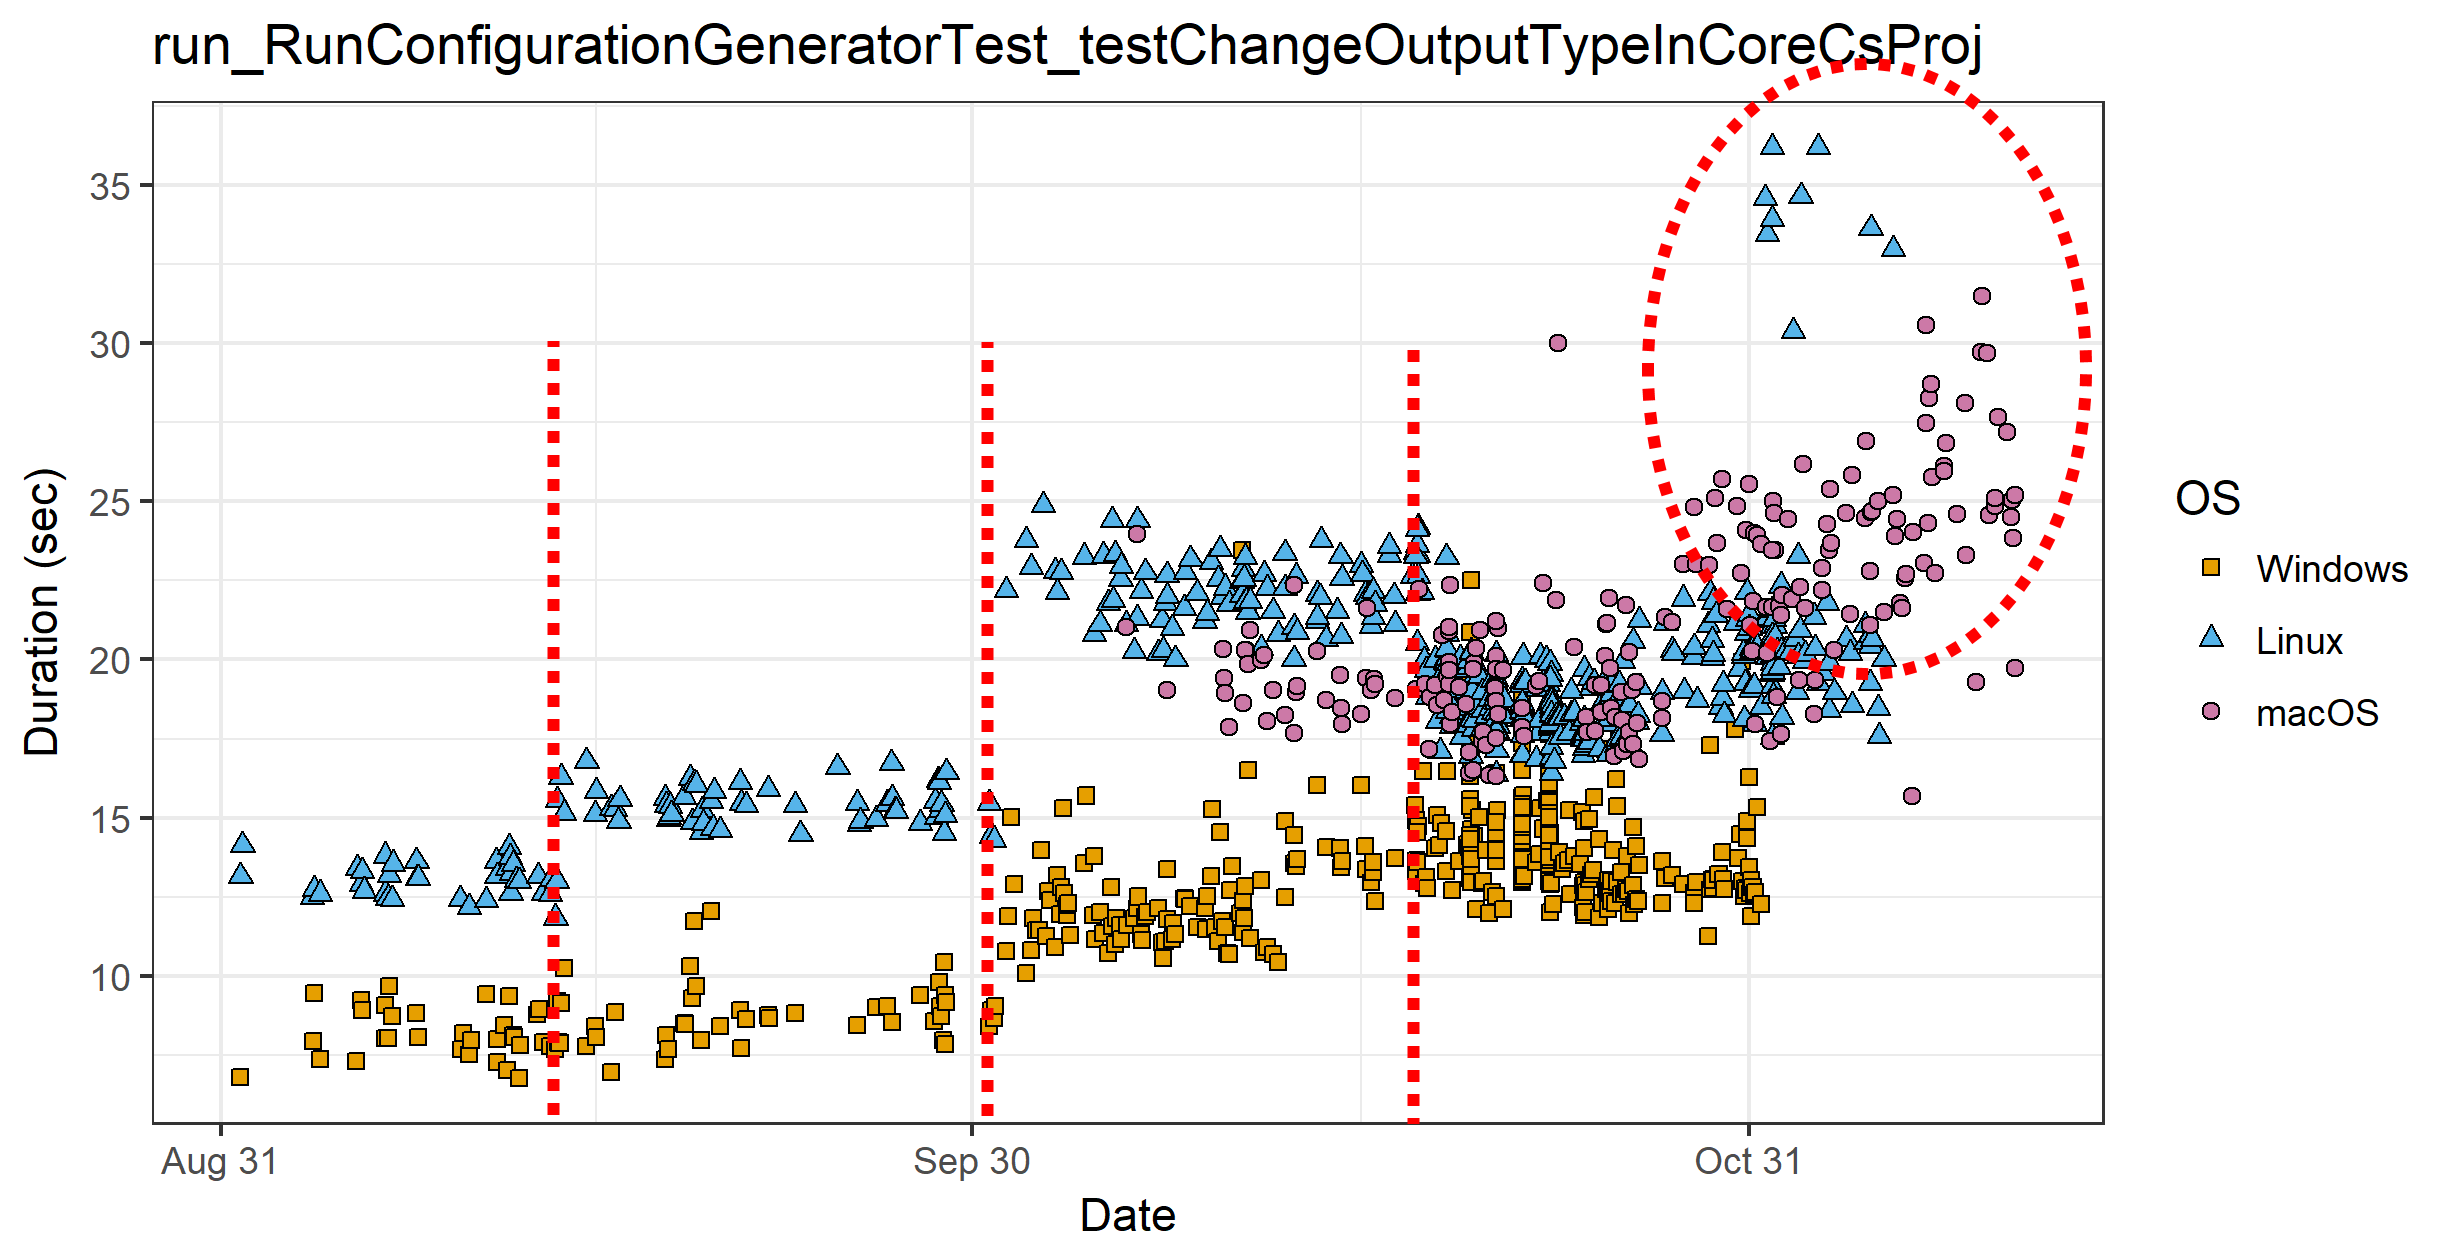 run_RunConfigurationGeneratorTest_testChangeOutputTypeInCoreCsProj
35
30
25
20
15
10
Duration (sec)
Aug 31
Sep 30
Oct 31
Date
OS
Windows
Linux
macOS